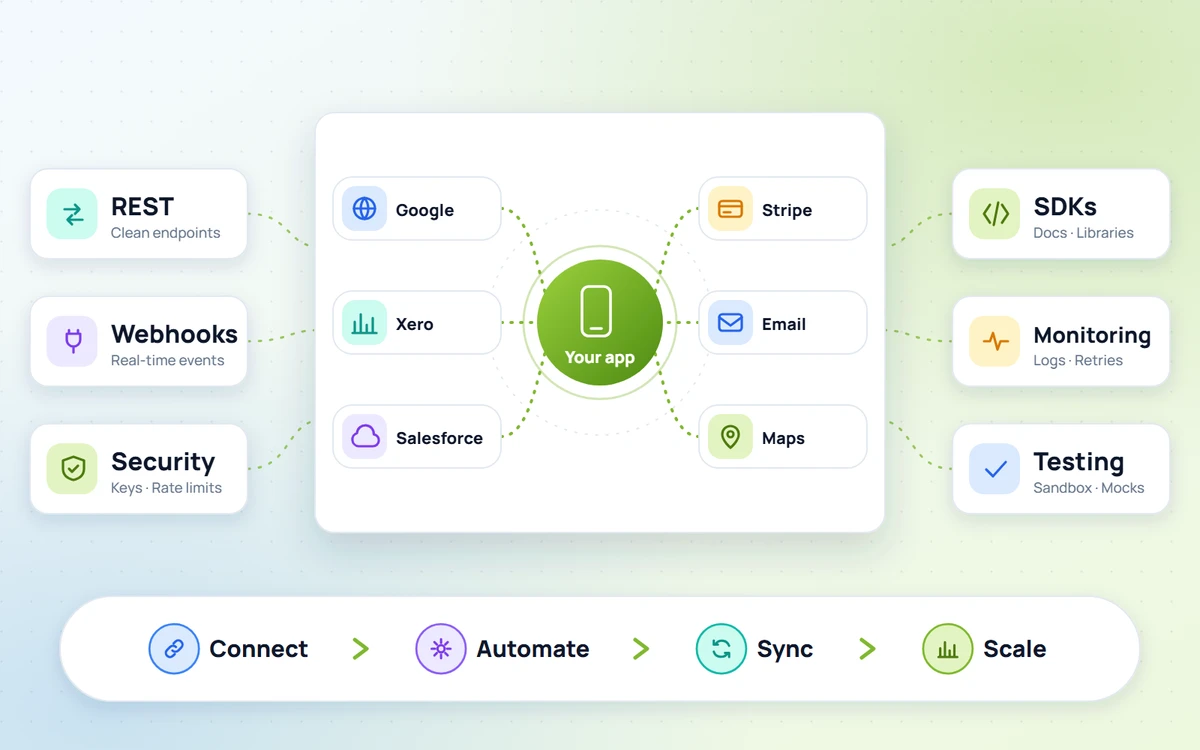 REST
Clean endpoints
Webhooks
Real-time events
Security
Keys · Rate limits
Google
Xero
Salesforce
Your app
Stripe
Email
Maps
SDKs
Docs · Libraries
Monitoring
Logs · Retries
Testing
Sandbox · Mocks
Connect
Automate
Sync
Scale